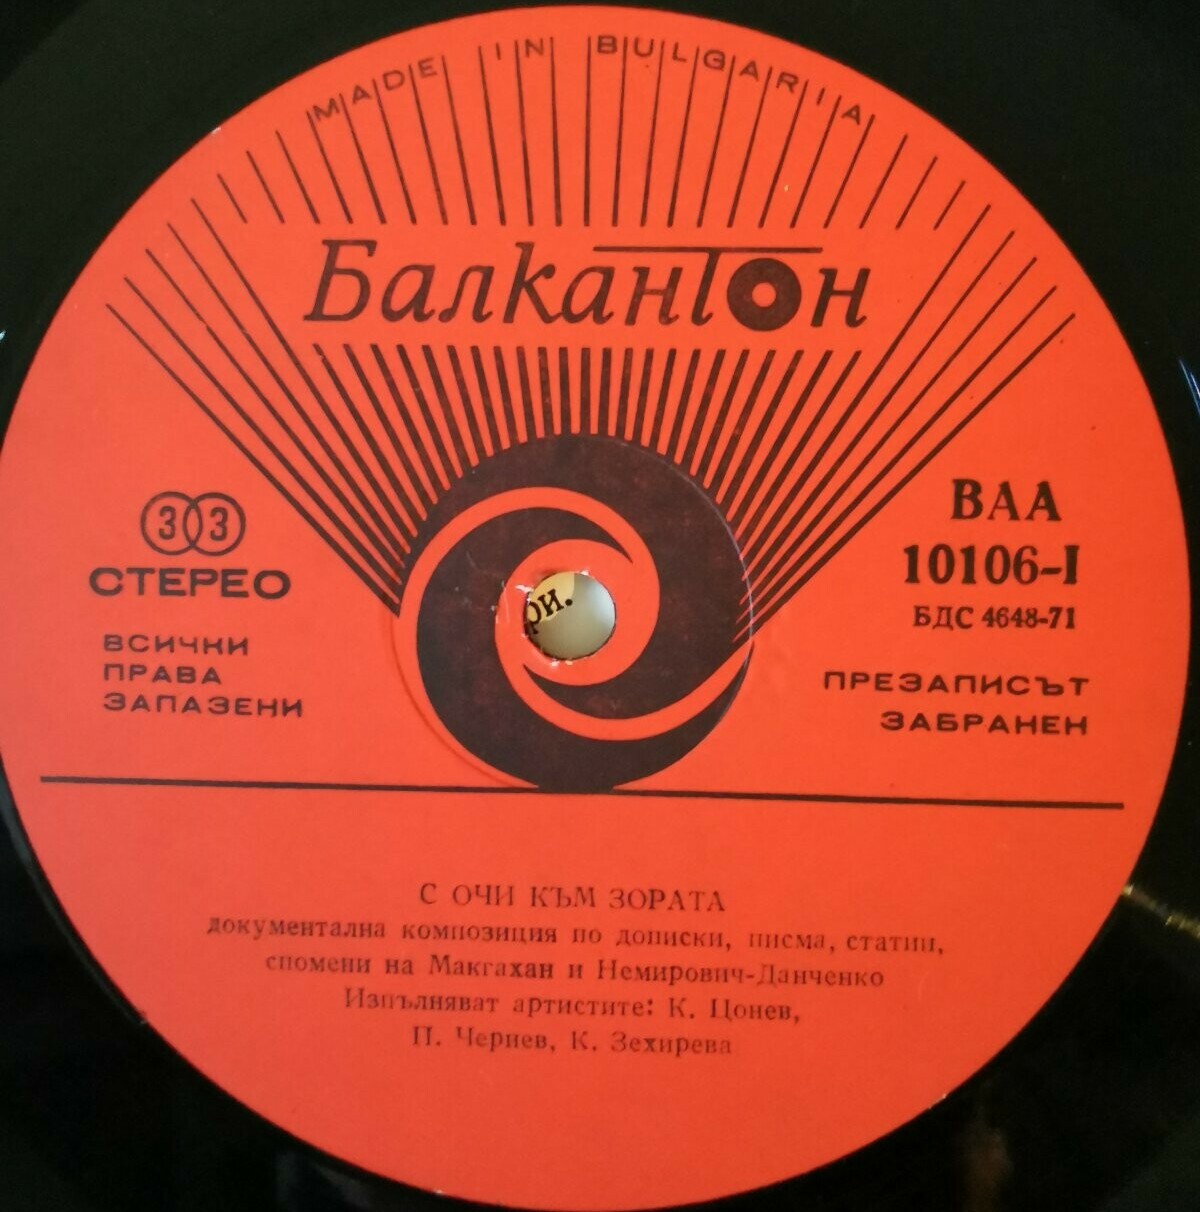 MADE IN BULGARIA
Балкантон
33
СТЕРЕО
ВСИЧКИ
ПРАВА
ЗАПАЗЕНИ
ВАА
10106-I
БДС 4648-71
ПРЕЗАПИСЪТ
ЗАБРАНЕН
ри.
С ОЧИ КЪМ ЗОРАТА
документална композиция по дописки, писма, статии,
спомени на Макгахан и Немирович-Данченко
Изпълняват артистите: К. Цонев,
П. Чернев, К. Зехирева